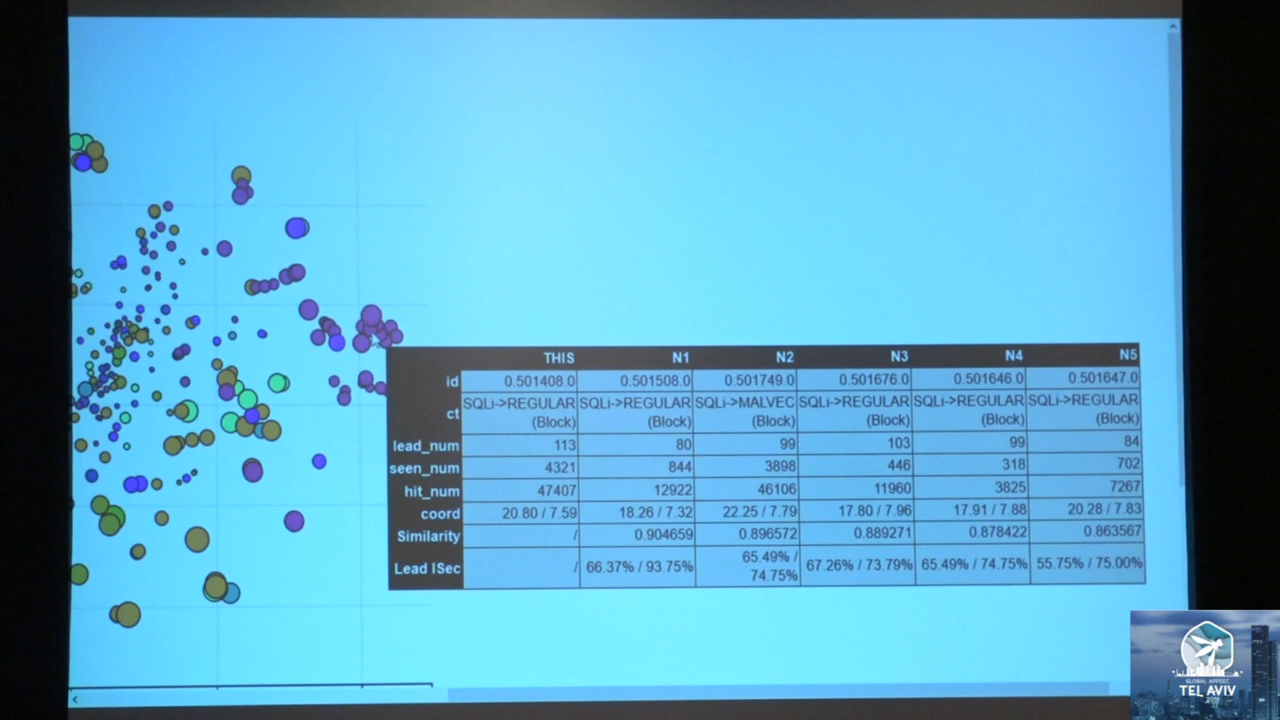 THIS N1 N2 N3 N4 N5
id 0.501408.0 0.501508.0 0.501749.0 0.501676.0 0.501646.0 0.501647.0
ct SQLi->REGULAR (Block) SQLi->REGULAR (Block) SQLi->MALVEC (Block) SQLi->REGULAR (Block) SQLi->REGULAR (Block) SQLi->REGULAR (Block)
lead_num 113 80 99 103 99 84
seen_num 4321 844 3898 446 318 702
hit_num 47407 12922 46106 11960 3825 7267
coord 20.80 / 7.59 18.26 / 7.32 22.25 / 7.79 17.80 / 7.96 17.91 / 7.88 20.28 / 7.83
Similarity / 0.904659 0.896572 0.889271 0.878422 0.863567
Lead ISec / 66.37% / 93.75% 65.49% / 74.75% 67.26% / 73.79% 65.49% / 74.75% 55.75% / 75.00%
GLOBAL APPSEC
TEL AVIV